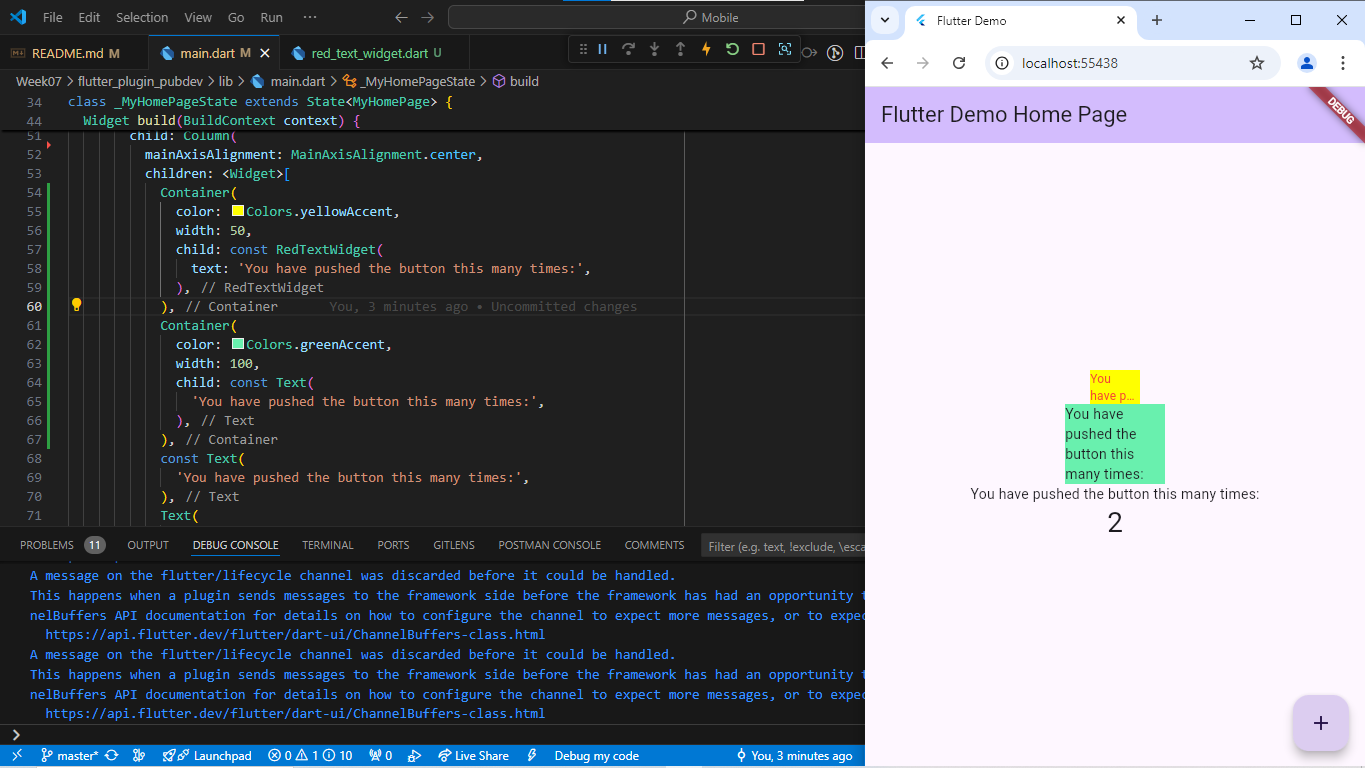 File Edit Selection View Go Run ··· Mobile
README.md M main.dart M red_text_widget.dart U
Week07 > flutter_plugin_pubdev > lib > main.dart > _MyHomePageState > build
34 class _MyHomePageState extends State<MyHomePage> {
44 Widget build(BuildContext context) {
51 child: Column(
52 mainAxisAlignment: MainAxisAlignment.center,
53 children: <Widget>[
54 Container(
55 color: Colors.yellowAccent,
56 width: 50,
57 child: const RedTextWidget(
58 text: 'You have pushed the button this many times:',
59 ), // RedTextWidget
60 ), // Container You, 3 minutes ago • Uncommitted changes
61 Container(
62 color: Colors.greenAccent,
63 width: 100,
64 child: const Text(
65 'You have pushed the button this many times:',
66 ), // Text
67 ), // Container
68 const Text(
69 'You have pushed the button this many times:',
70 ), // Text
71 Text(
PROBLEMS 11 OUTPUT DEBUG CONSOLE TERMINAL PORTS GITLENS POSTMAN CONSOLE COMMENTS Filter (e.g. text, !exclude, \esca
A message on the flutter/lifecycle channel was discarded before it could be handled.
This happens when a plugin sends messages to the framework side before the framework has had an opportunity
nelBuffers API documentation for details on how to configure the channel to expect more messages, or to expec
https://api.flutter.dev/flutter/dart-ui/ChannelBuffers-class.html
A message on the flutter/lifecycle channel was discarded before it could be handled.
This happens when a plugin sends messages to the framework side before the framework has had an opportunity
nelBuffers API documentation for details on how to configure the channel to expect more messages, or to expec
https://api.flutter.dev/flutter/dart-ui/ChannelBuffers-class.html
master* Launchpad 0 1 10 0 Live Share Debug my code You, 3 minutes ago
Flutter Demo
localhost:55438
Flutter Demo Home Page
DEBUG
You
have p…
You have
pushed the
button this
many times:
You have pushed the button this many times:
2
+